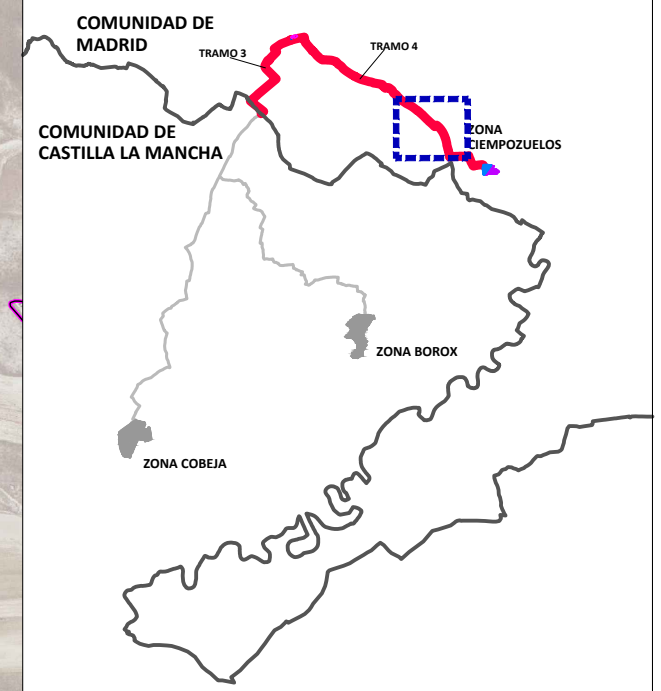 COMUNIDAD DE
MADRID
TRAMO 3
TRAMO 4
COMUNIDAD DE
CASTILLA LA MANCHA
ZONA
CIEMPOZUELOS
ZONA BOROX
ZONA COBEJA